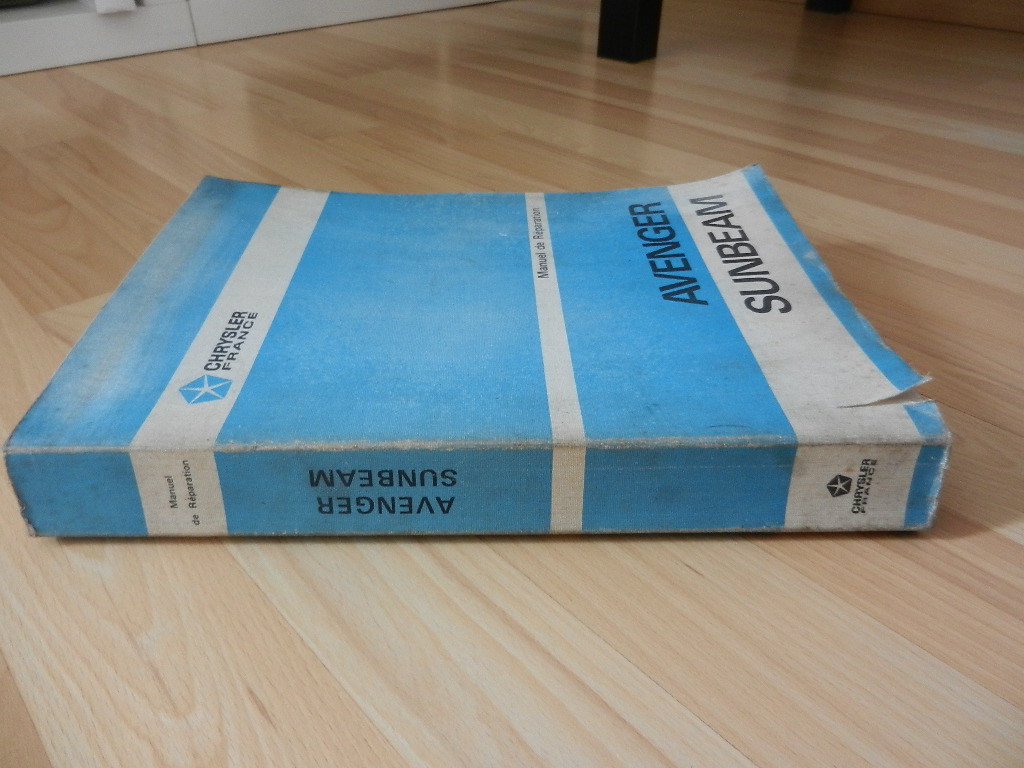 AVENGER
SUNBEAM
Manuel de Réparation
CHRYSLER
FRANCE
Manuel
de Réparation
AVENGER
SUNBEAM
CHRYSLER
FRANCE